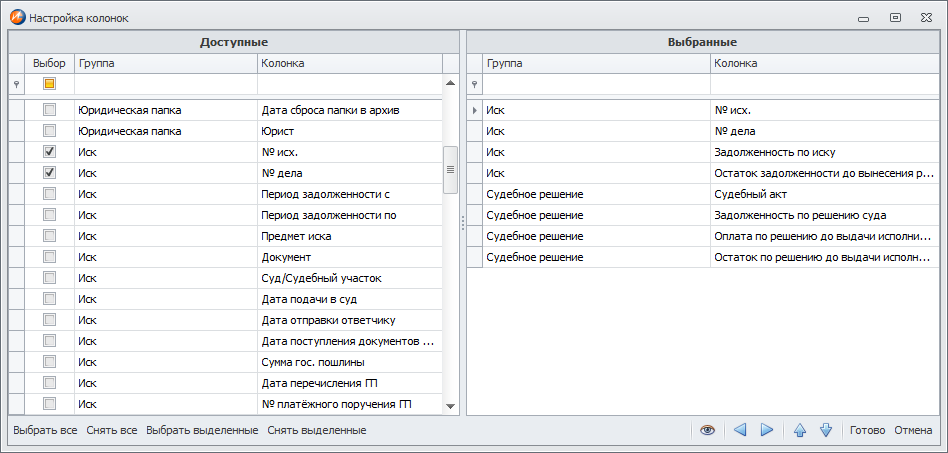 Настройка колонок
Доступные
Выбор Группа Колонка
Юридическая папка Дата сброса папки в архив
Юридическая папка Юрист
Иск № исх.
Иск № дела
Иск Период задолженности с
Иск Период задолженности по
Иск Предмет иска
Иск Документ
Иск Суд/Судебный участок
Иск Дата подачи в суд
Иск Дата отправки ответчику
Иск Дата поступления документов ...
Иск Сумма гос. пошлины
Иск Дата перечисления ГП
Иск № платёжного поручения ГП
Выбранные
Группа Колонка
Иск № исх.
Иск № дела
Иск Задолженность по иску
Иск Остаток задолженности до вынесения р...
Судебное решение Судебный акт
Судебное решение Задолженность по решению суда
Судебное решение Оплата по решению до выдачи исполни...
Судебное решение Остаток по решению до выдачи исполн...
Выбрать все Снять все Выбрать выделенные Снять выделенные Готово Отмена